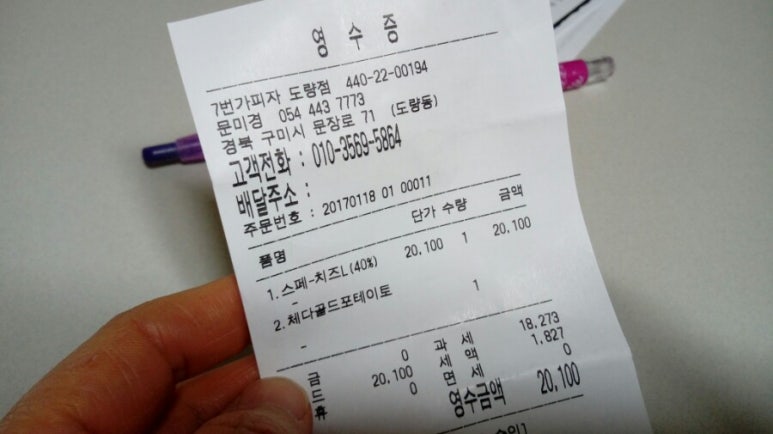 영 수 증
7번가피자 도량점 440-22-00194
문미경 054 443 7773
경북 구미시 문장로 71 (도량동)
고객전화 : 010-3569-5864
배달주소 :
주문번호 : 20170118 01 00011
품명 단가 수량 금액
1.스페-치즈L(40%) 20,100 1 20,100
-
2.체다골드포테이토 1
-
금 0 과 세 18,273
드 20,100 세 액 1,827
휴 0 면 세 0
영수금액 20,100